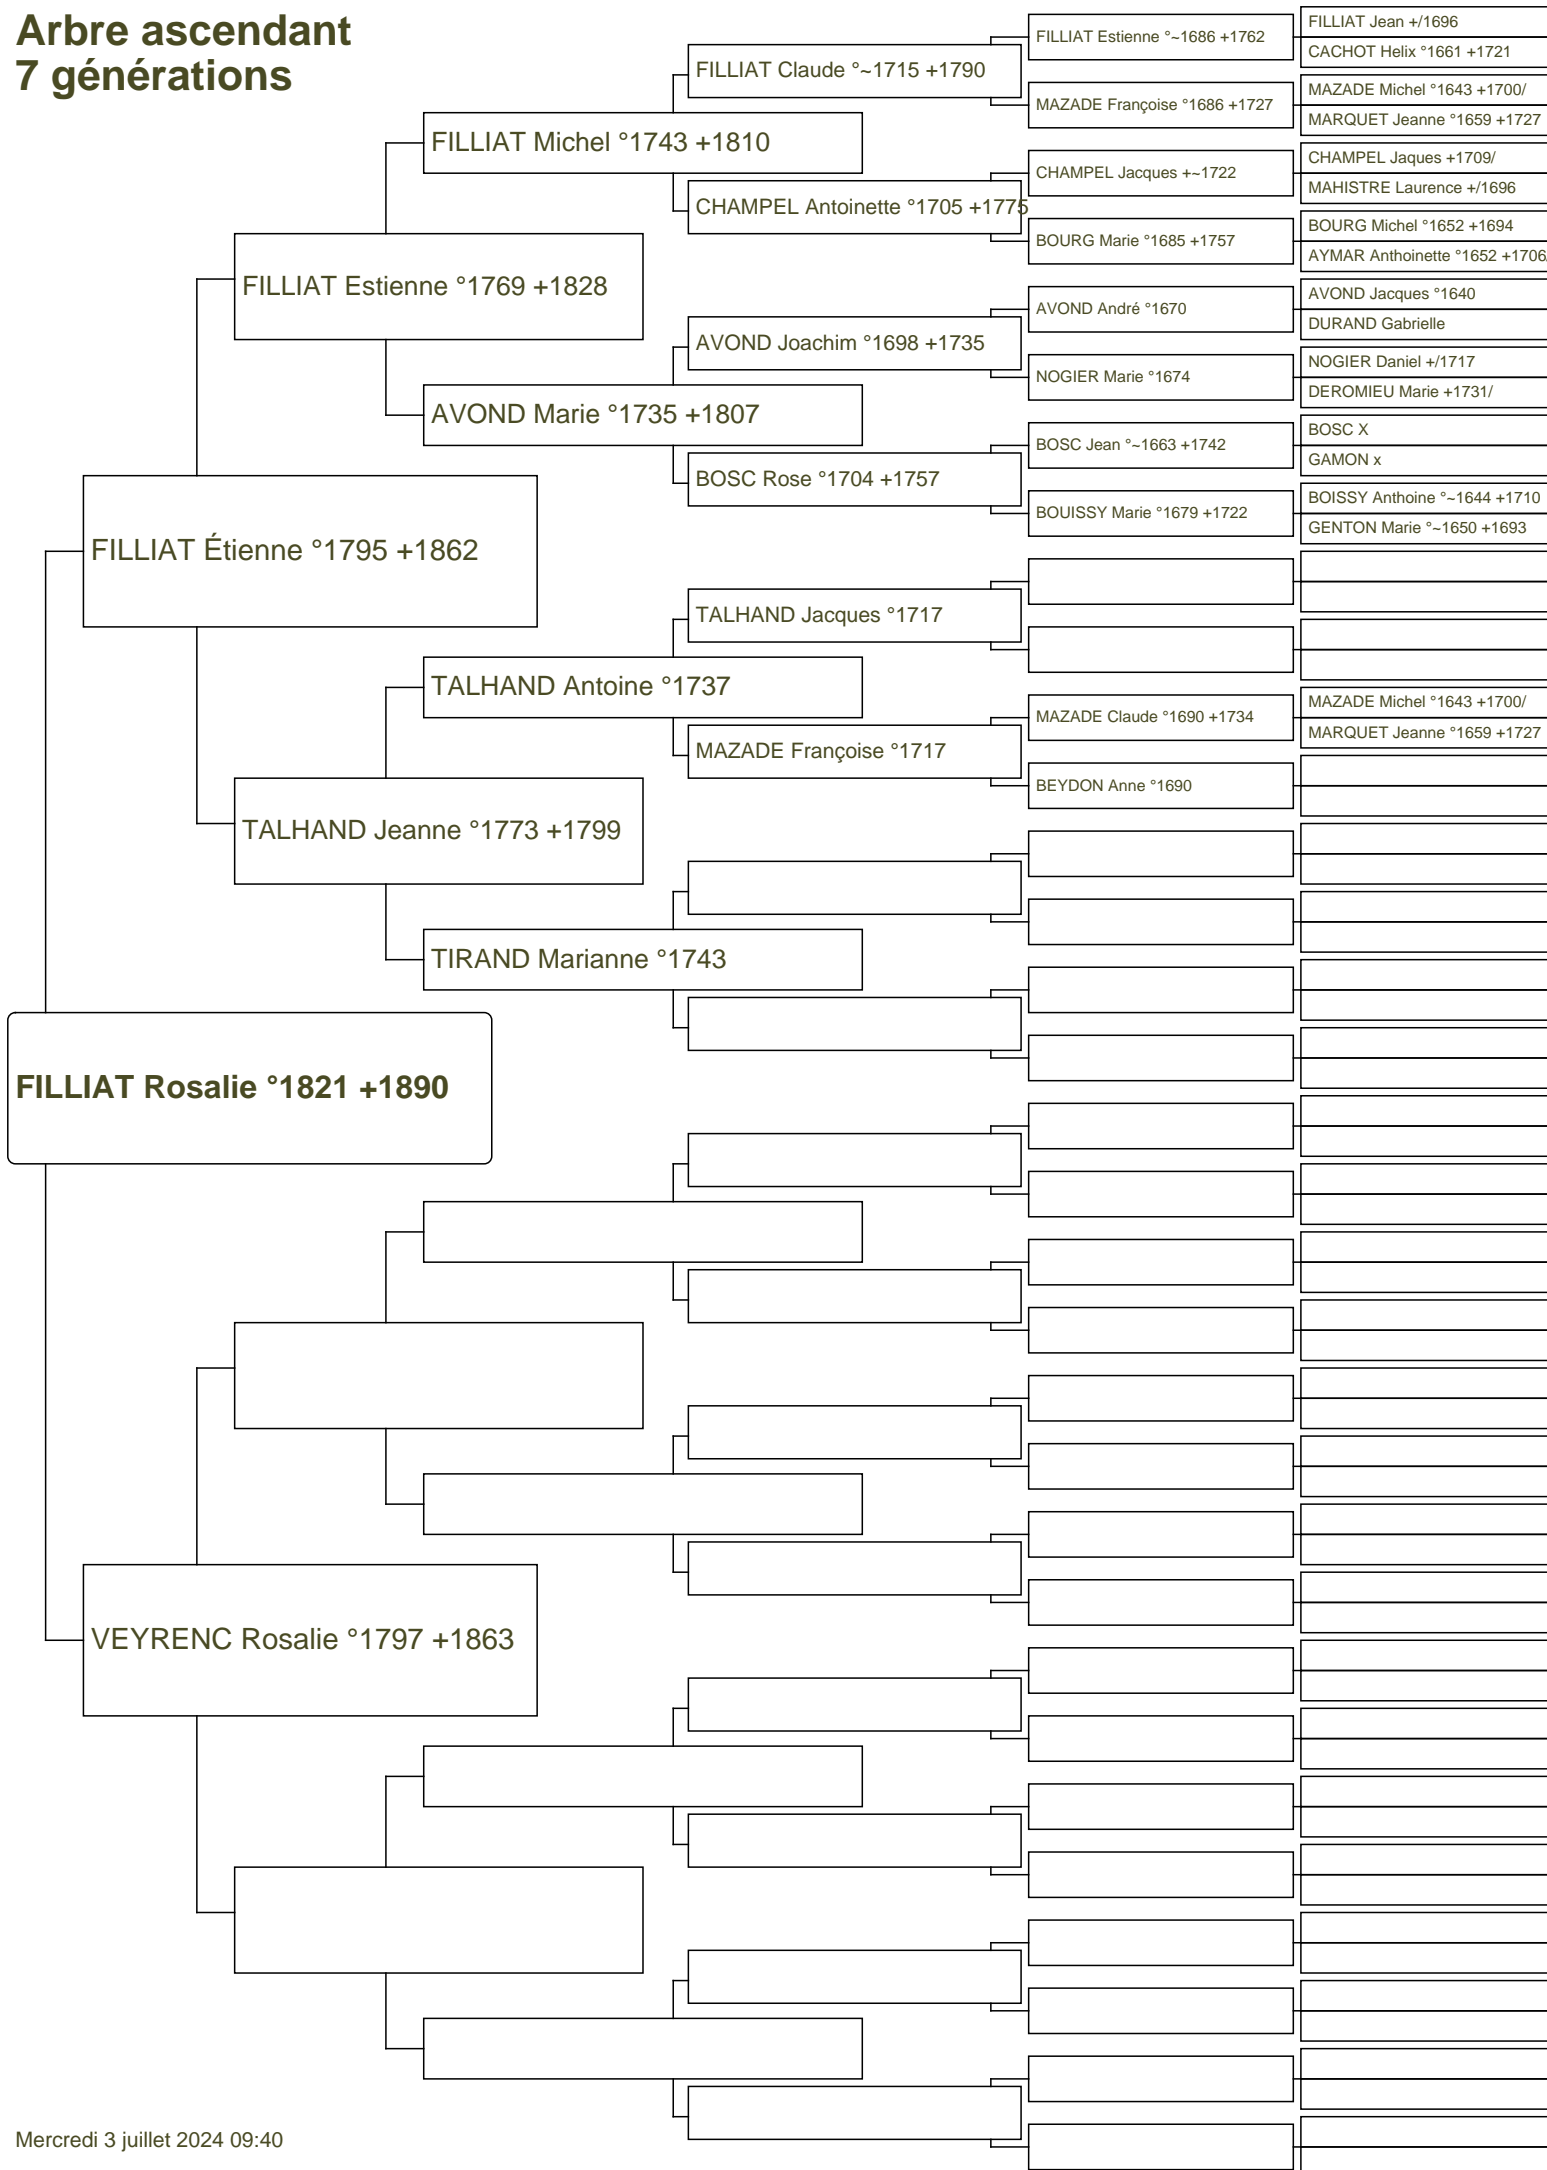 Arbre ascendant
7 générations
FILLIAT Rosalie °1821 +1890
FILLIAT Étienne °1795 +1862
VEYRENC Rosalie °1797 +1863
FILLIAT Estienne °1769 +1828
TALHAND Jeanne °1773 +1799
FILLIAT Michel °1743 +1810
AVOND Marie °1735 +1807
TALHAND Antoine °1737
TIRAND Marianne °1743
FILLIAT Claude °~1715 +1790
CHAMPEL Antoinette °1705 +1775
AVOND Joachim °1698 +1735
BOSC Rose °1704 +1757
TALHAND Jacques °1717
MAZADE Françoise °1717
FILLIAT Estienne °~1686 +1762
MAZADE Françoise °1686 +1727
CHAMPEL Jacques +~1722
BOURG Marie °1685 +1757
AVOND André °1670
NOGIER Marie °1674
BOSC Jean °~1663 +1742
BOUISSY Marie °1679 +1722
MAZADE Claude °1690 +1734
BEYDON Anne °1690
FILLIAT Jean +/1696
CACHOT Helix °1661 +1721
MAZADE Michel °1643 +1700/
MARQUET Jeanne °1659 +1727
CHAMPEL Jaques +1709/
MAHISTRE Laurence +/1696
BOURG Michel °1652 +1694
AYMAR Anthoinette °1652 +1706/
AVOND Jacques °1640
DURAND Gabrielle
NOGIER Daniel +/1717
DEROMIEU Marie +1731/
BOSC X
GAMON x
BOISSY Anthoine °~1644 +1710
GENTON Marie °~1650 +1693
MAZADE Michel °1643 +1700/
MARQUET Jeanne °1659 +1727
Mercredi 3 juillet 2024 09:40